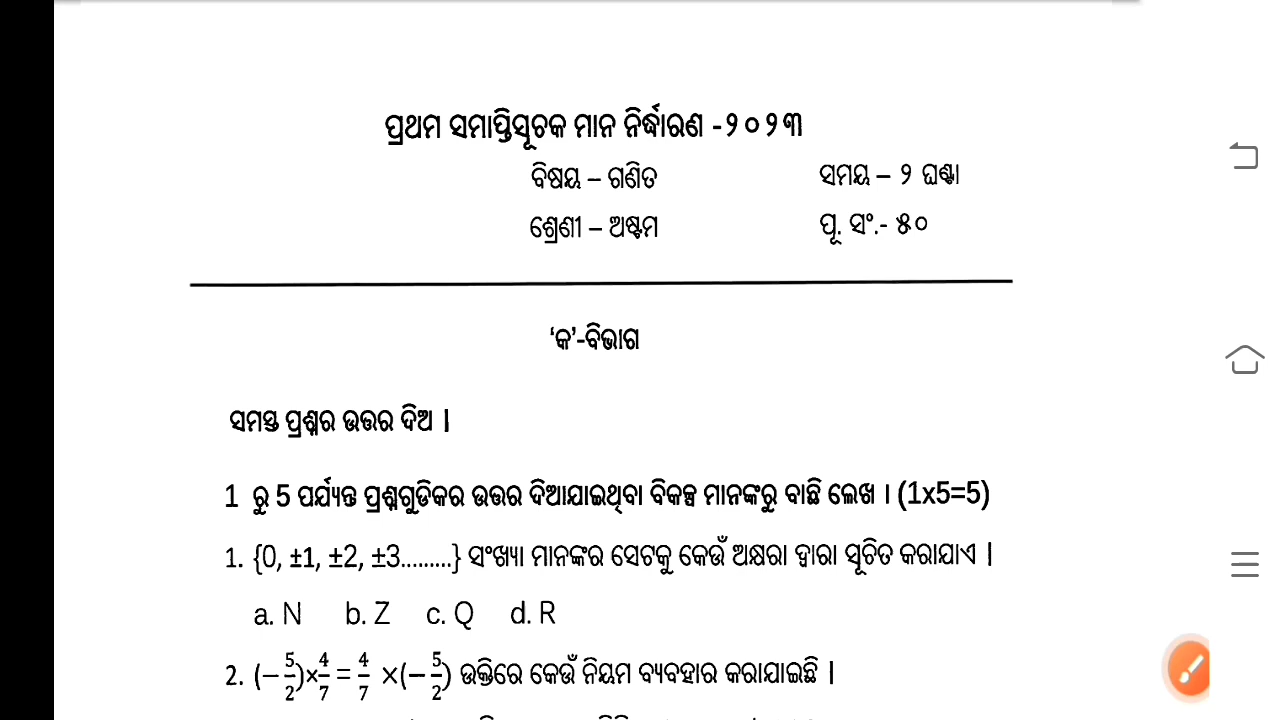 ପ୍ରଥମ ସମାପ୍ତିସୂଚକ ମାନ ନିର୍ଦ୍ଧାରଣ -୨୦୨୩
ବିଷୟ – ଗଣିତ ସମୟ – ୨ ଘଣ୍ଟା
ଶ୍ରେଣୀ – ଅଷ୍ଟମ ପୂ. ସଂ.- ୫୦
‘କ’-ବିଭାଗ
ସମସ୍ତ ପ୍ରଶ୍ନର ଉତ୍ତର ଦିଅ |
1 ରୁ 5 ପର୍ଯ୍ୟନ୍ତ ପ୍ରଶ୍ନଗୁଡିକର ଉତ୍ତର ଦିଆଯାଇଥିବା ବିକଳ୍ପ ମାନଙ୍କରୁ ବାଛି ଲେଖ । (1x5=5)
1. {0, ±1, ±2, ±3.........} ସଂଖ୍ୟା ମାନଙ୍କର ସେଟକୁ କେଉଁ ଅକ୍ଷରା ଦ୍ୱାରା ସୂଚିତ କରାଯାଏ |
a. N b. Z c. Q d. R
2. (−5/2)×4/7 = 4/7 ×(−5/2) ଉକ୍ତିରେ କେଉଁ ନିୟମ ବ୍ୟବହାର କରାଯାଇଛି |